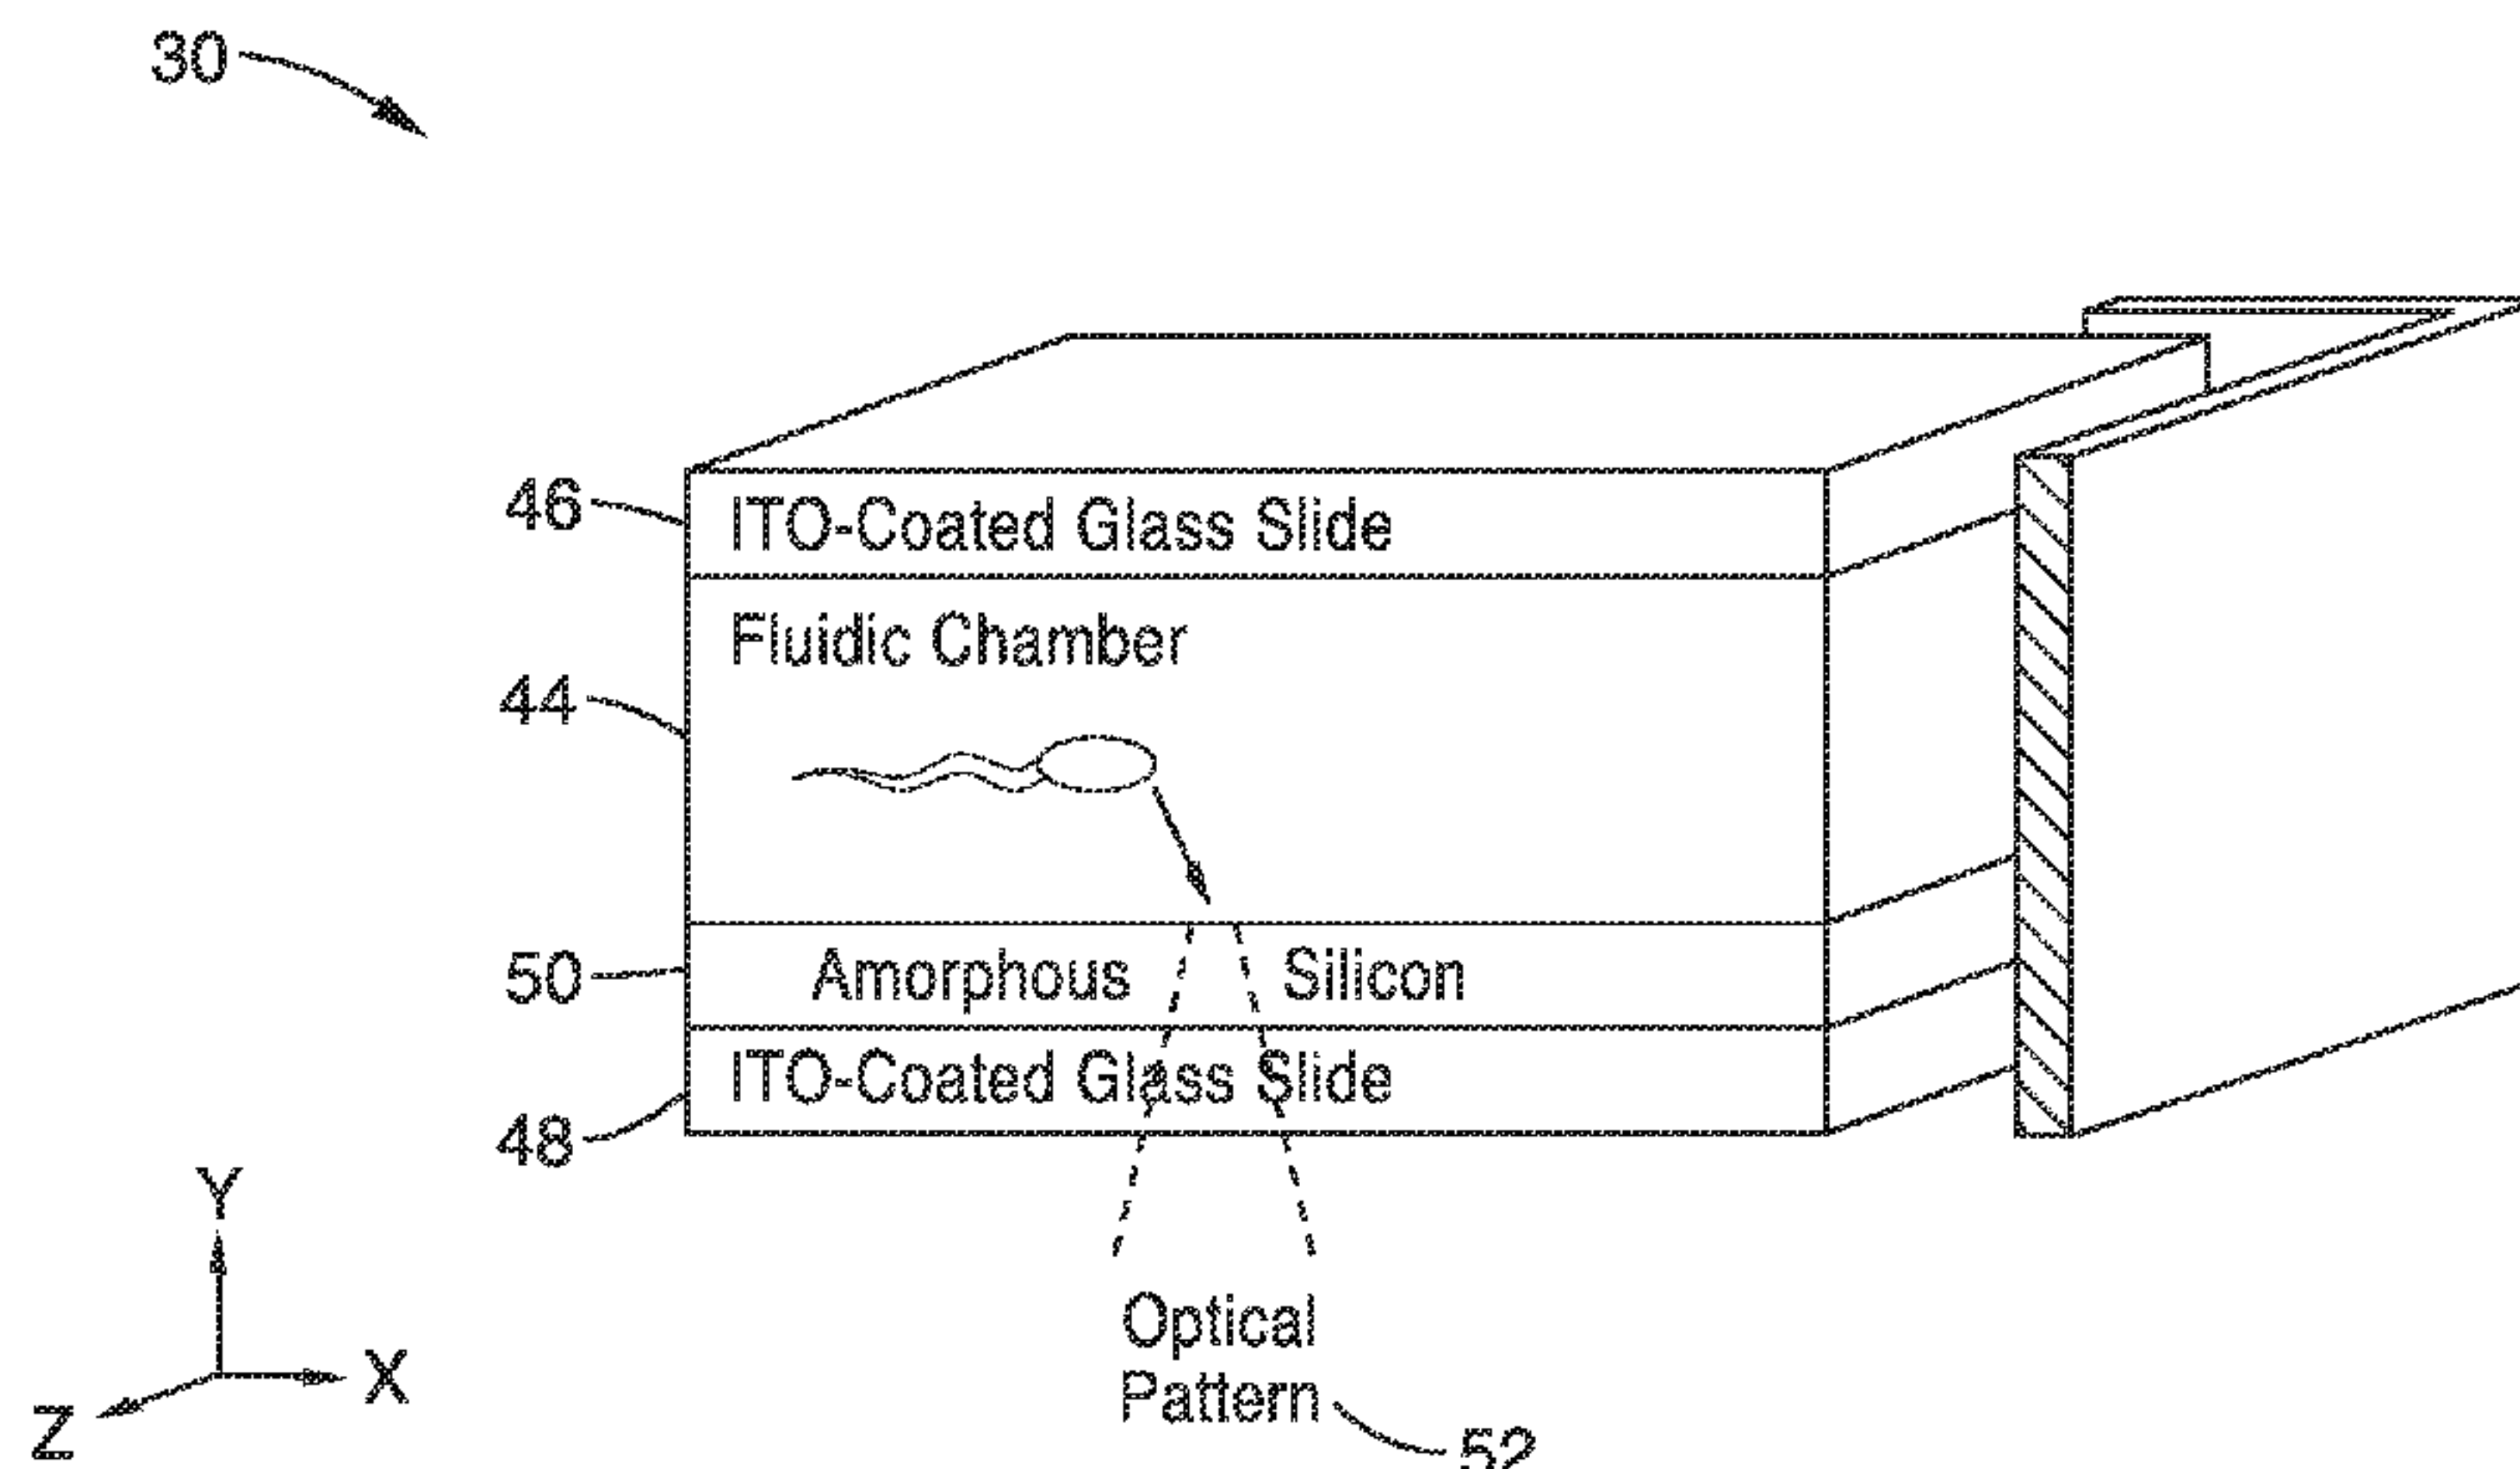 30
46 ITO-Coated Glass Slide
Fluidic Chamber
44
50 Amorphous Silicon
ITO-Coated Glass Slide
48
Y
X
Z
Optical
Pattern
52